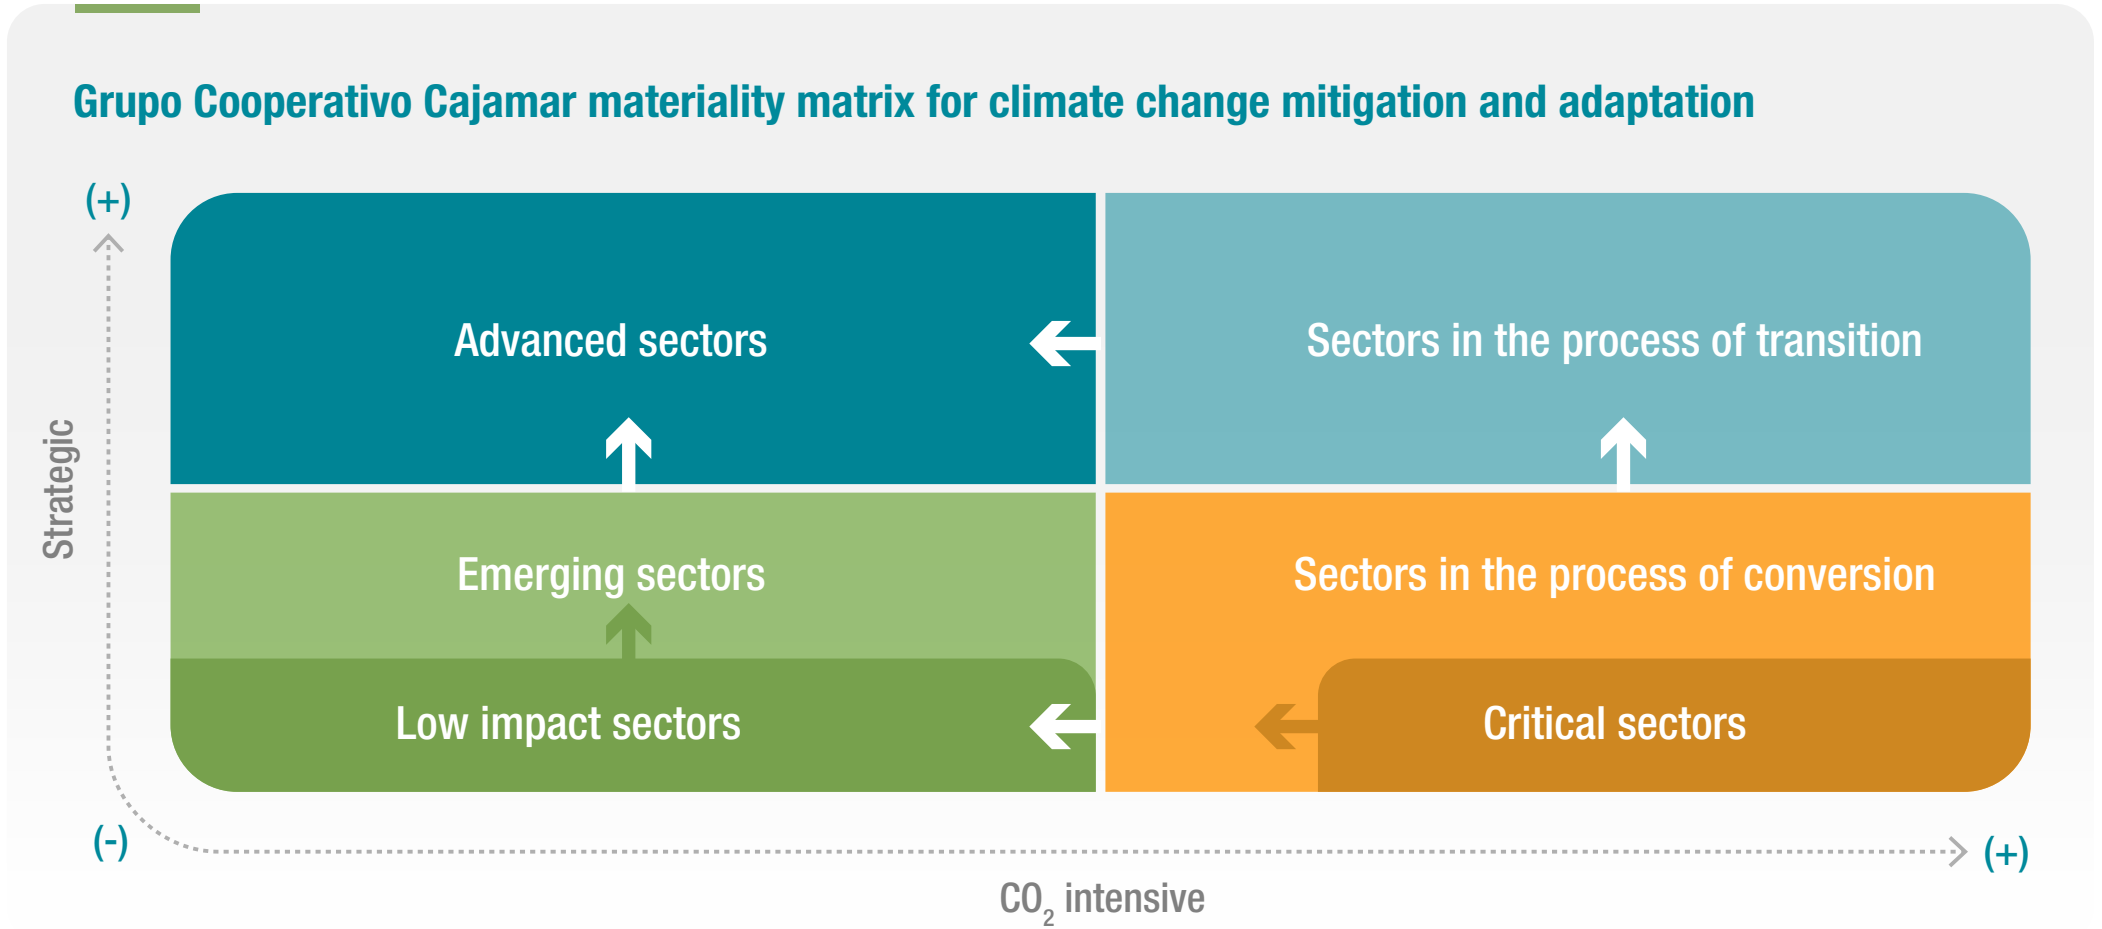 Grupo Cooperativo Cajamar materiality matrix for climate change mitigation and adaptation
(+)
Advanced sectors
Sectors in the process of transition
Strategic
Emerging sectors
Sectors in the process of conversion
Low impact sectors
Critical sectors
(-)
(+)
CO₂ intensive